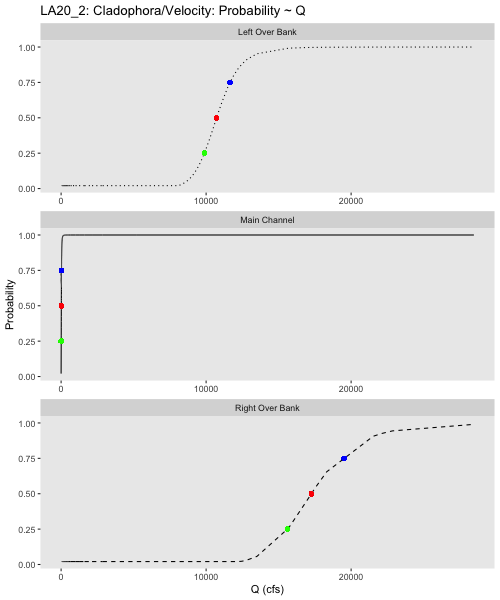 LA20_2: Cladophora/Velocity: Probability ~ Q
Left Over Bank
1.00
0.75
0.50
0.25
0.00
0 10000 20000
Main Channel
1.00
0.75
0.50
0.25
0.00
0 10000 20000
Probability
Right Over Bank
1.00
0.75
0.50
0.25
0.00
0 10000 20000
Q (cfs)